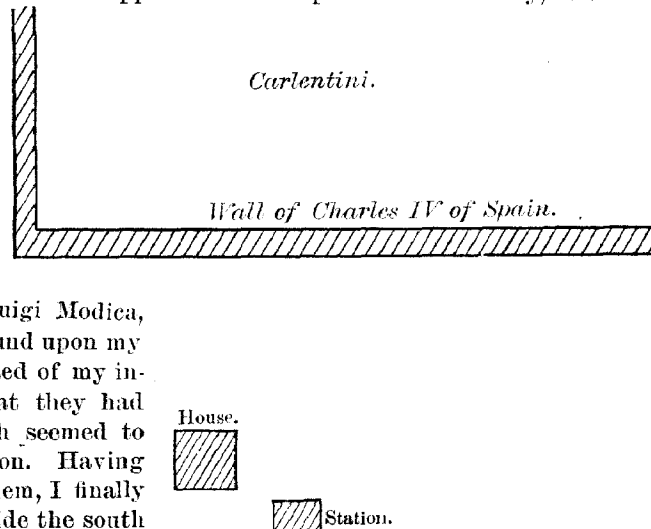 Carlentini.
Wall of Charles IV of Spain.
uigi Modica,
und upon my
ed of my in-
at they had
h seemed to
on. Having
em, I finally
ide the south
House.
Station.